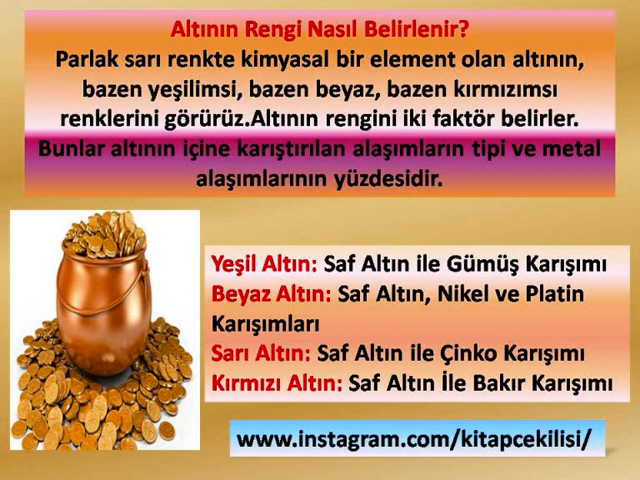 Altının Rengi Nasıl Belirlenir?
Parlak sarı renkte kimyasal bir element olan altının,
bazen yeşilimsi, bazen beyaz, bazen kırmızımsı
renklerini görürüz.Altının rengini iki faktör belirler.
Bunlar altının içine karıştırılan alaşımların tipi ve metal
alaşımlarının yüzdesidir.
Yeşil Altın: Saf Altın ile Gümüş Karışımı
Beyaz Altın: Saf Altın, Nikel ve Platin
Karışımları
Sarı Altın: Saf Altın ile Çinko Karışımı
Kırmızı Altın: Saf Altın İle Bakır Karışımı
www.instagram.com/kitapcekilisi/